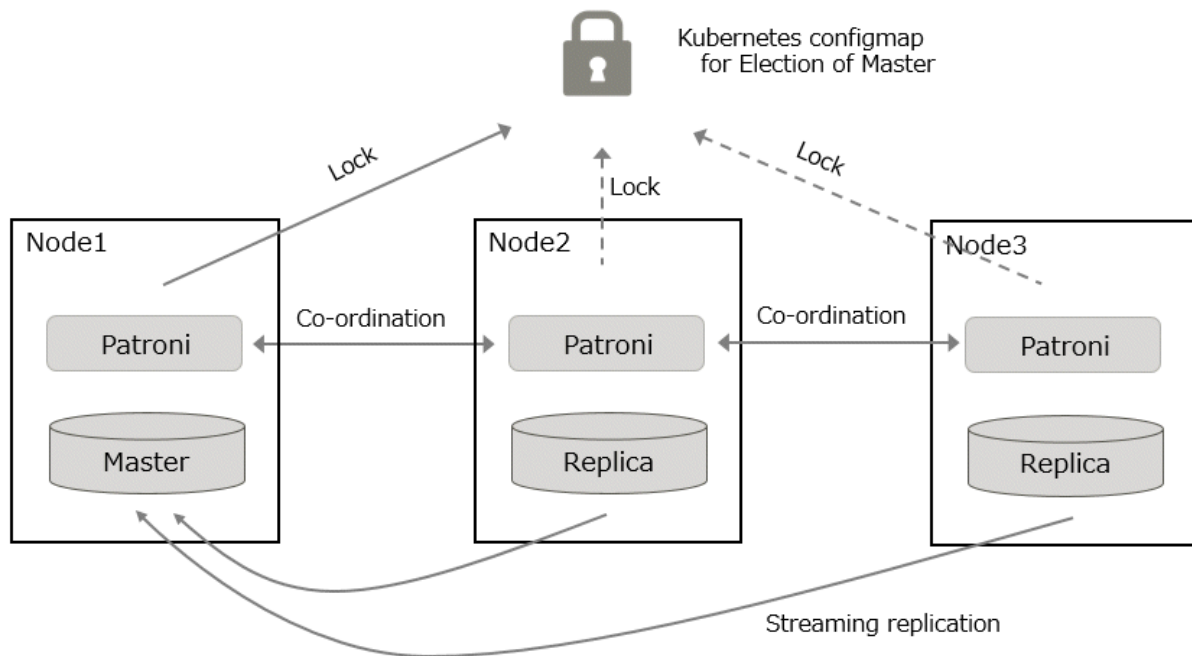 Kubernetes configmap
for Election of Master
Lock
Lock
Lock
Node1
Node2
Node3
Co-ordination
Co-ordination
Patroni
Patroni
Patroni
Master
Replica
Replica
Streaming replication